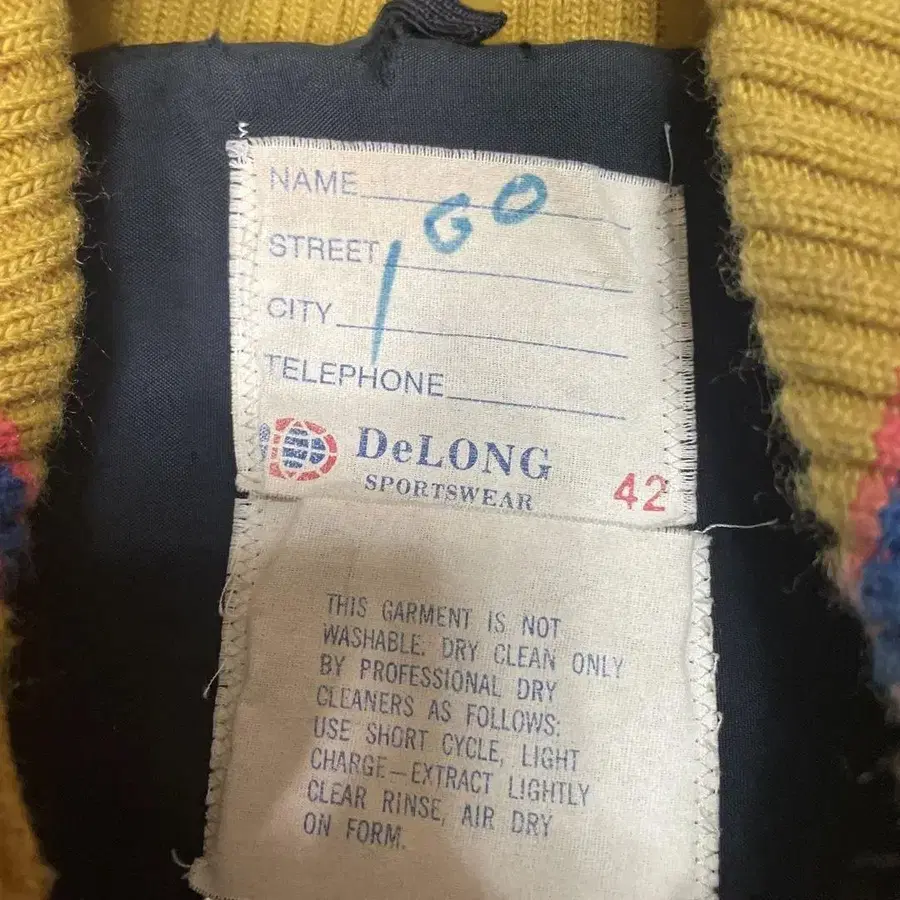 NAME
GO
STREET
CITY
TELEPHONE
DeLONG
SPORTSWEAR
42
THIS GARMENT IS NOT
WASHABLE. DRY CLEAN ONLY
BY PROFESSIONAL DRY
CLEANERS AS FOLLOWS:
USE SHORT CYCLE, LIGHT
CHARGE—EXTRACT LIGHTLY
CLEAR RINSE, AIR DRY
ON FORM.